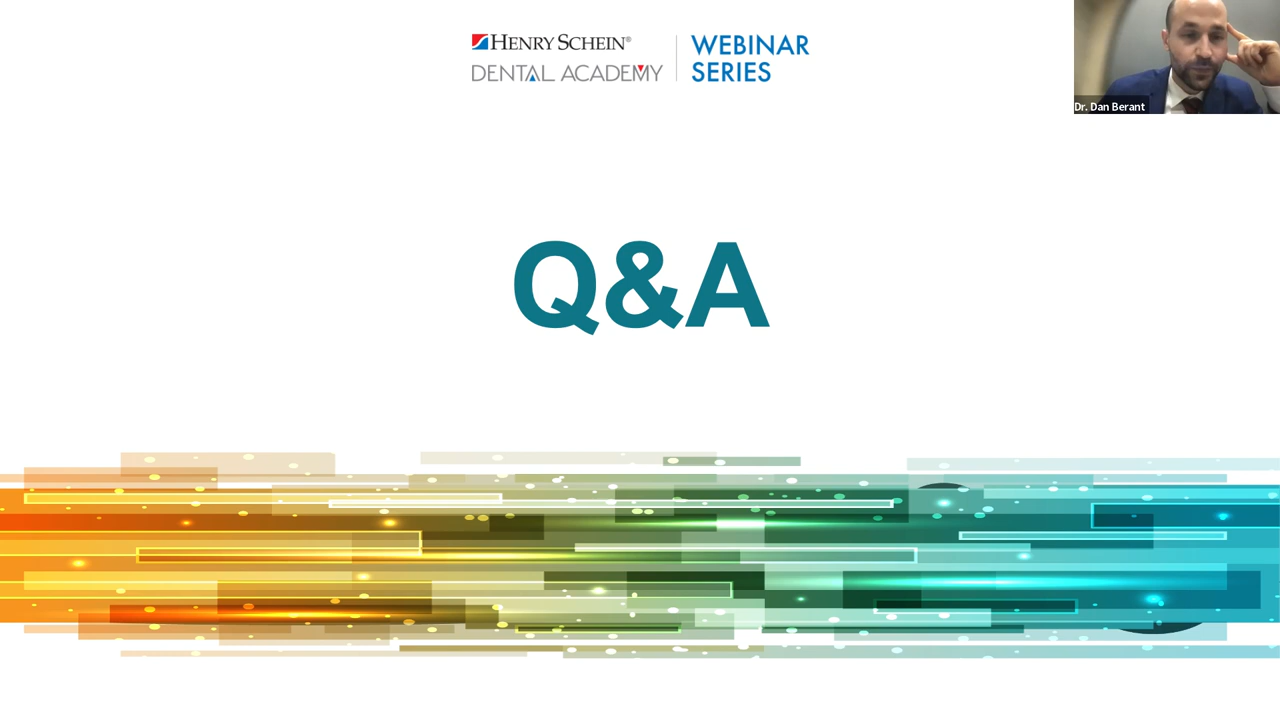 HENRY SCHEIN®
DENTAL ACADEMY
WEBINAR
SERIES
Dr. Dan Berant
Q&A